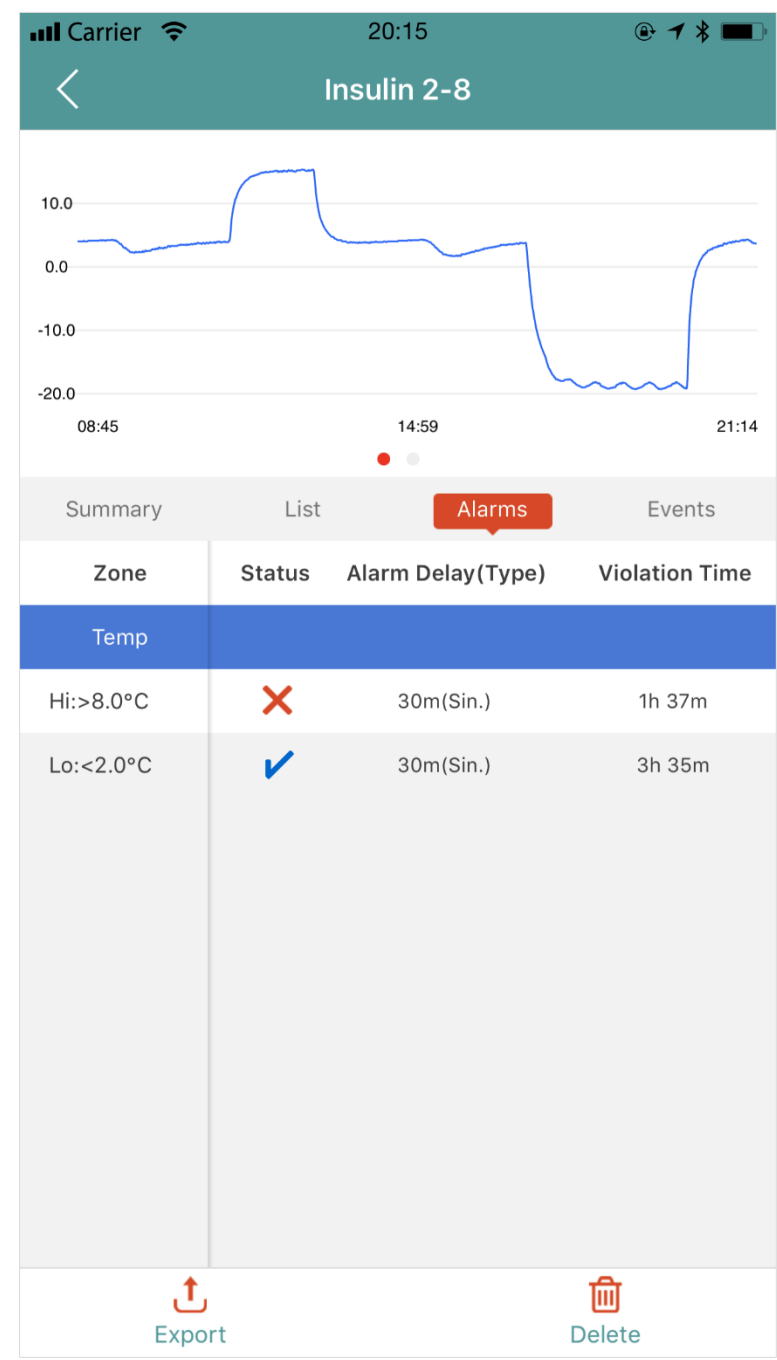 Carrier 20:15
Insulin 2-8
10.0
0.0
-10.0
-20.0
08:45 14:59 21:14
Summary List Alarms Events
Zone Status Alarm Delay(Type) Violation Time
Temp
Hi:>8.0°C 30m(Sin.) 1h 37m
Lo:<2.0°C 30m(Sin.) 3h 35m
Export Delete